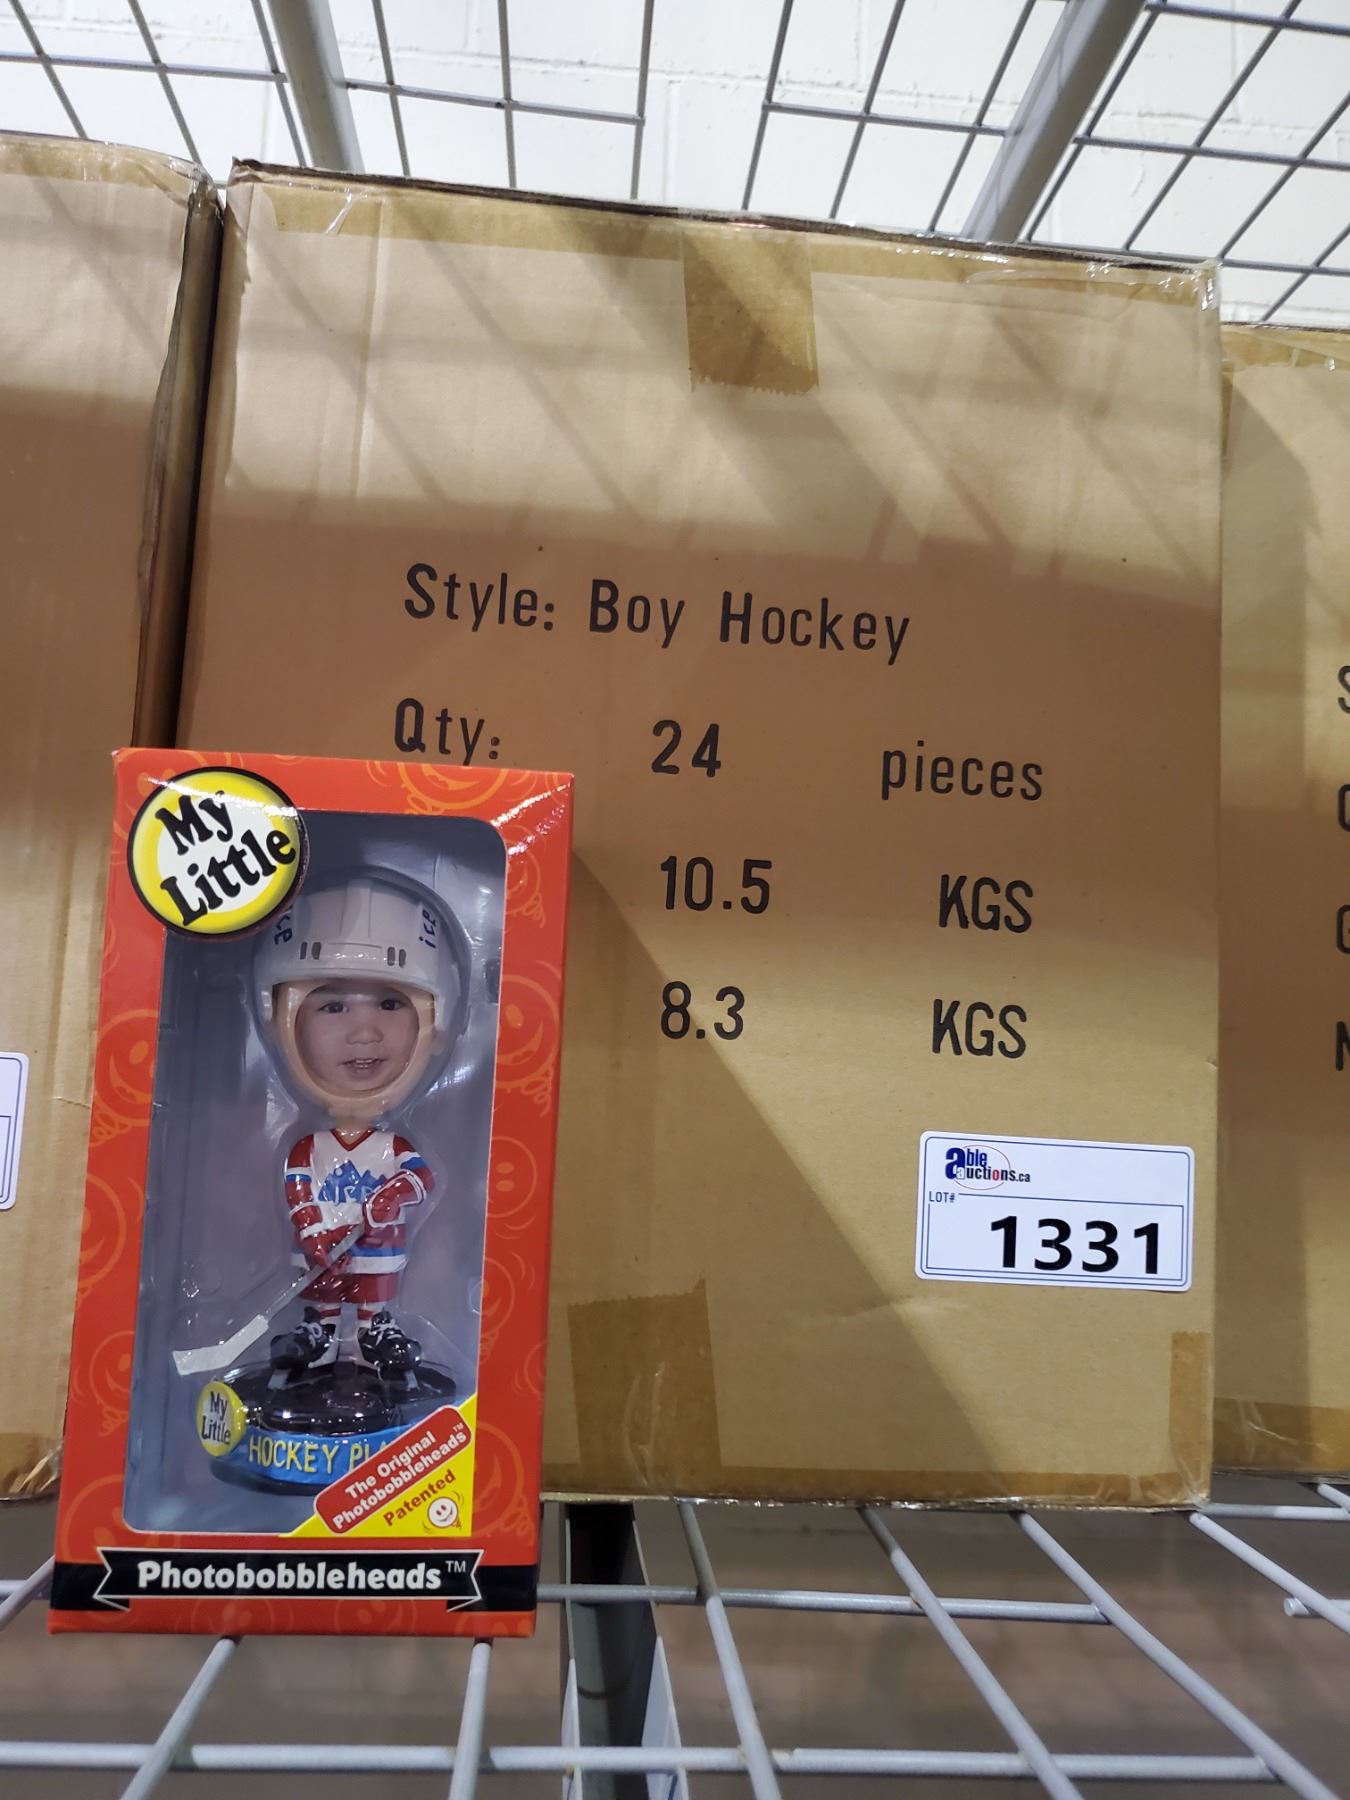 Style: Boy Hockey
Qty: 24 pieces
10.5 KGS
8.3 KGS
able
auctions.ca
LOT#
1331
My
Little
ice
My
Little
HOCKEY
The Original
Photobobbleheads™
Patented
Photobobbleheads™